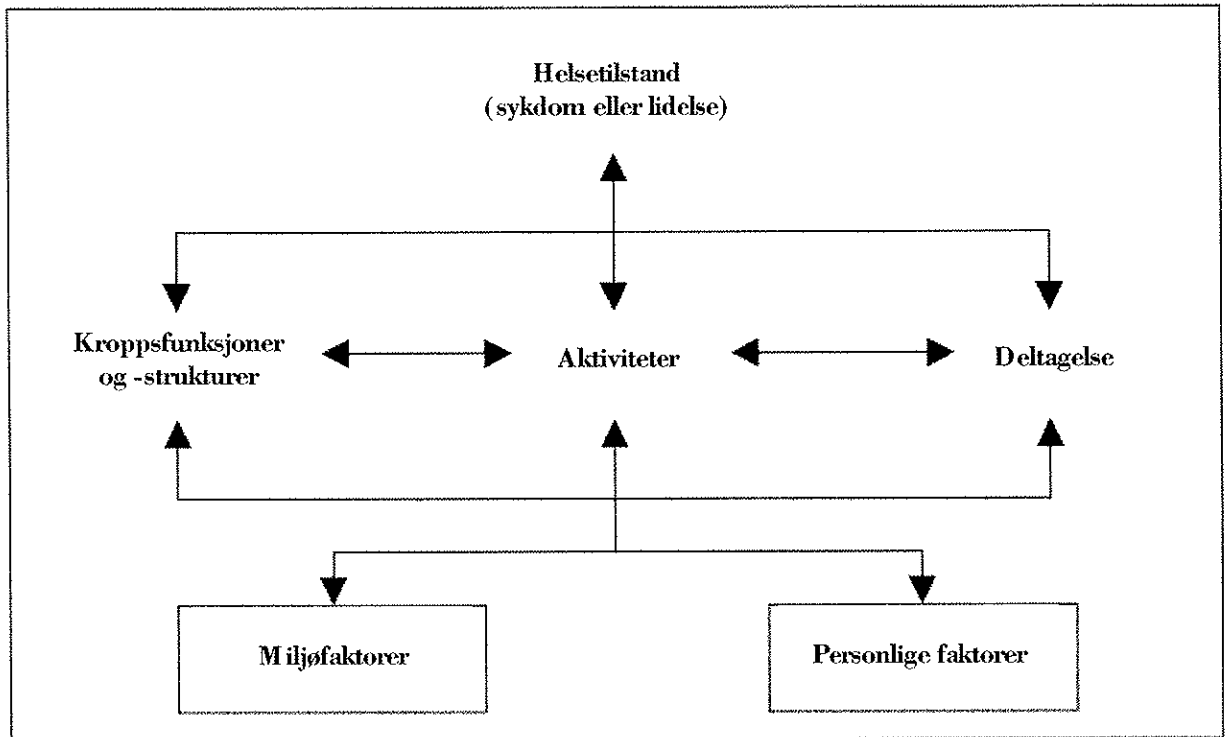 Helsetilstand
(sykdom eller lidelse)
Kroppsfunksjoner
og -strukturer
Aktiviteter
Deltagelse
Miljøfaktorer
Personlige faktorer